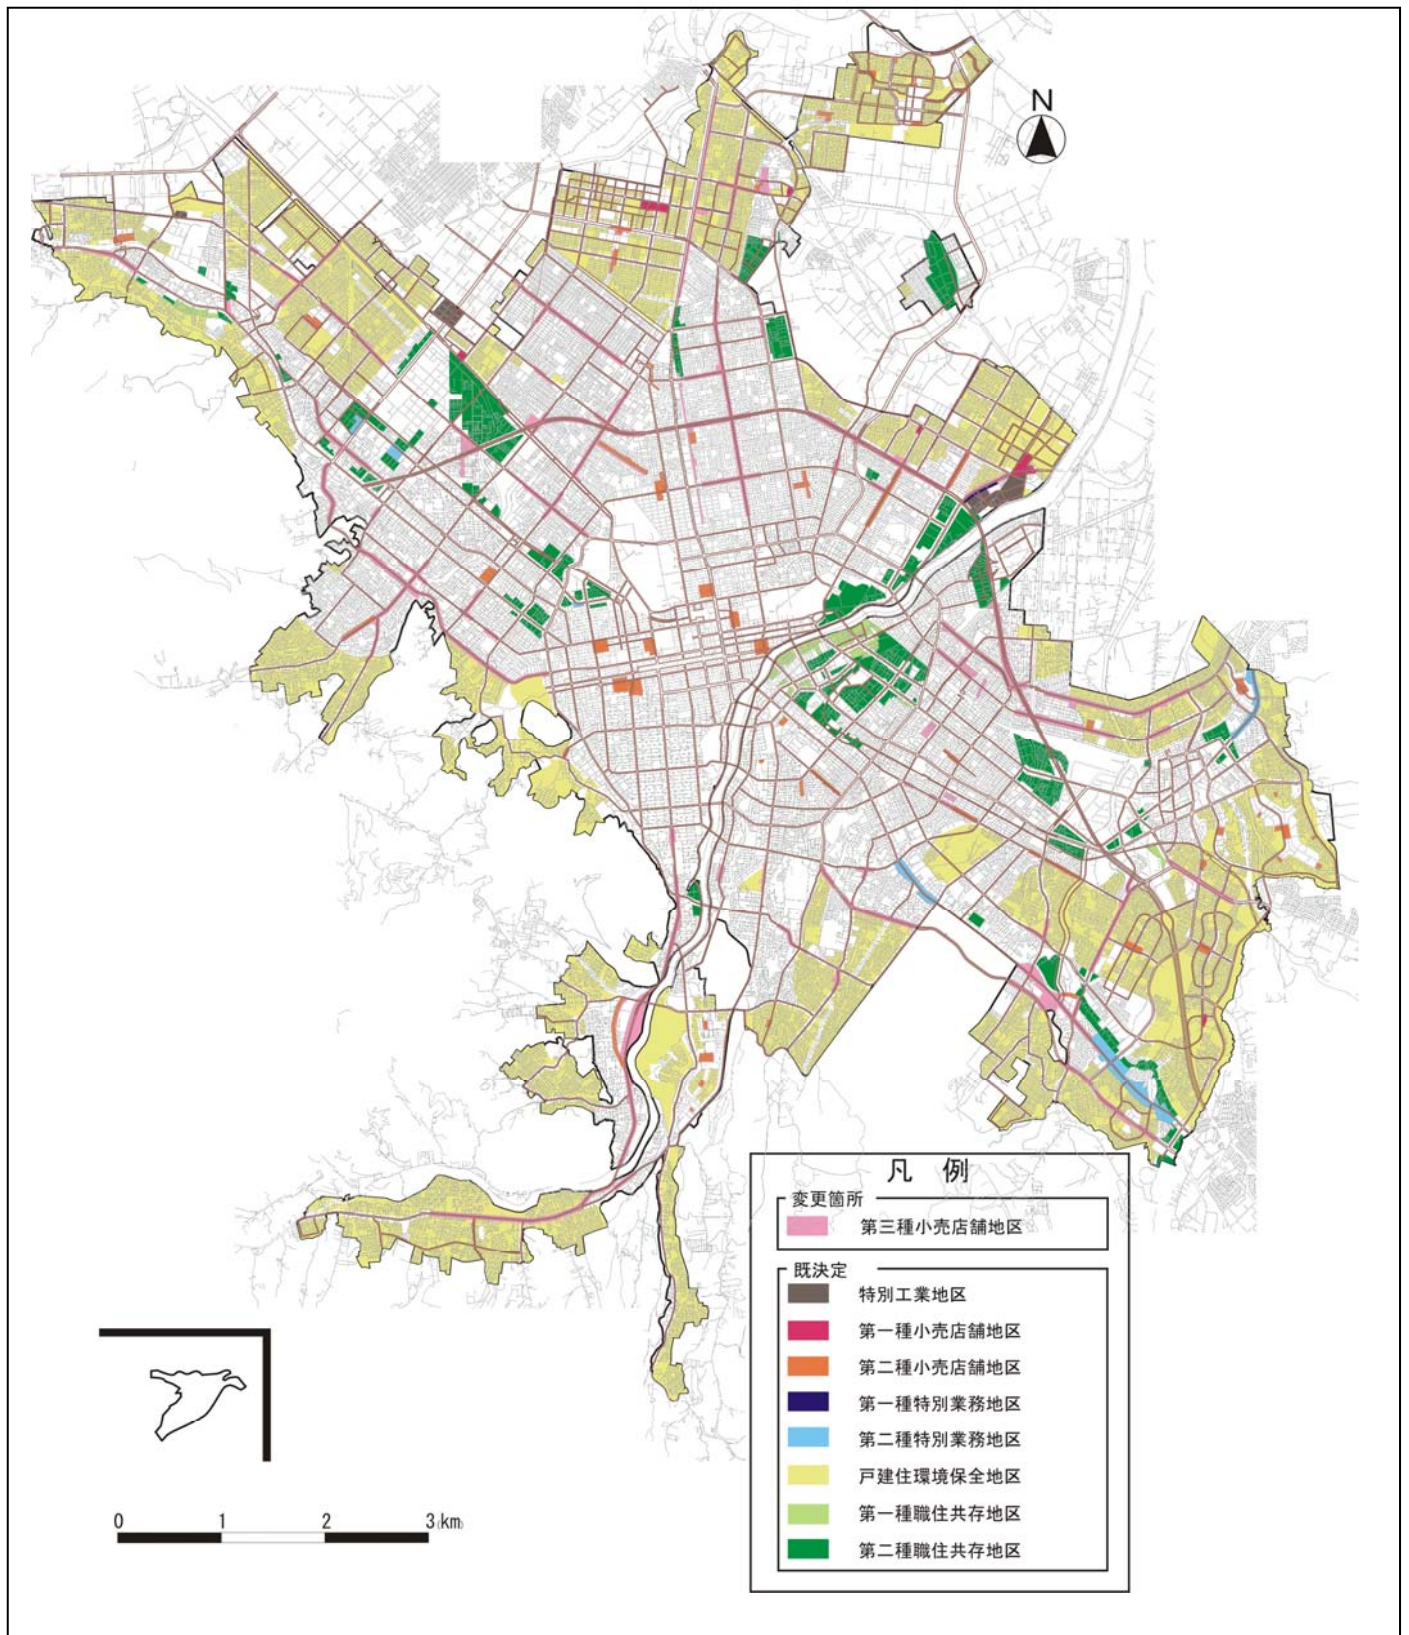 N
凡 例
変更箇所
第三種小売店舗地区
既決定
特別工業地区
第一種小売店舗地区
第二種小売店舗地区
第一種特別業務地区
第二種特別業務地区
戸建住環境保全地区
第一種職住共存地区
第二種職住共存地区
0 1 2 3(km)